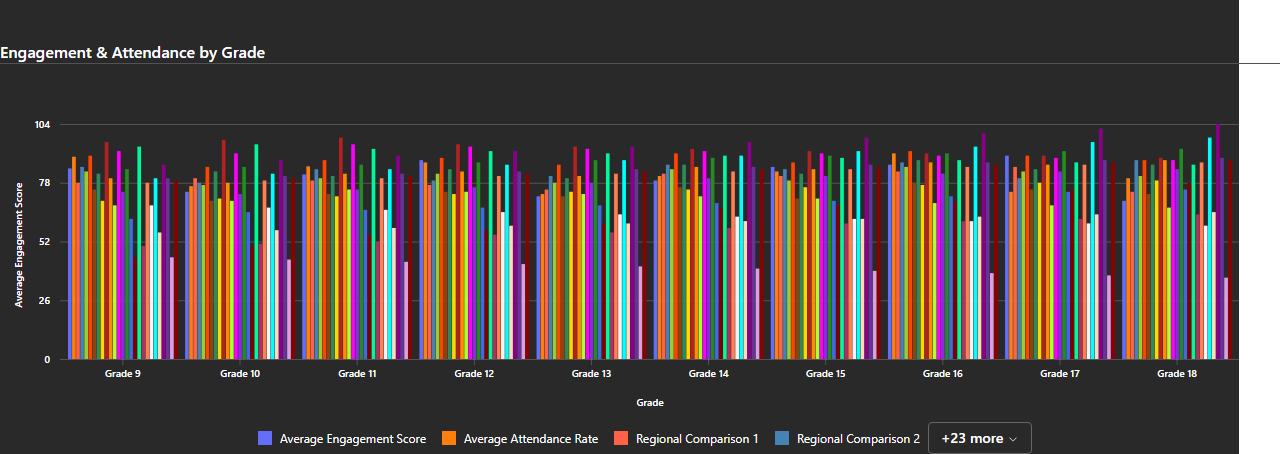 Engagement & Attendance by Grade
104
78
52
26
0
Average Engagement Score
Grade 9 Grade 10 Grade 11 Grade 12 Grade 13 Grade 14 Grade 15 Grade 16 Grade 17 Grade 18
Grade
Average Engagement Score Average Attendance Rate Regional Comparison 1 Regional Comparison 2 +23 more